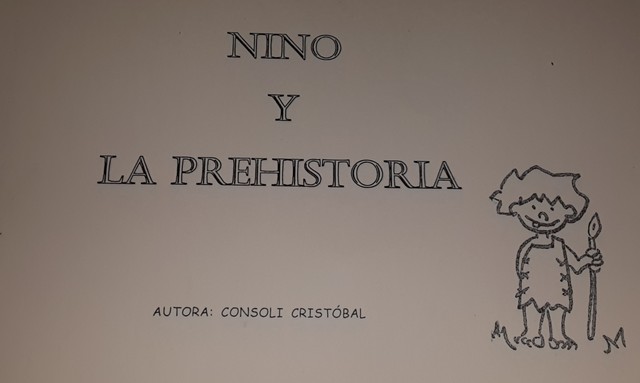 NINO
Y
LA PREHISTORIA
AUTORA: CONSOLI CRISTÓBAL